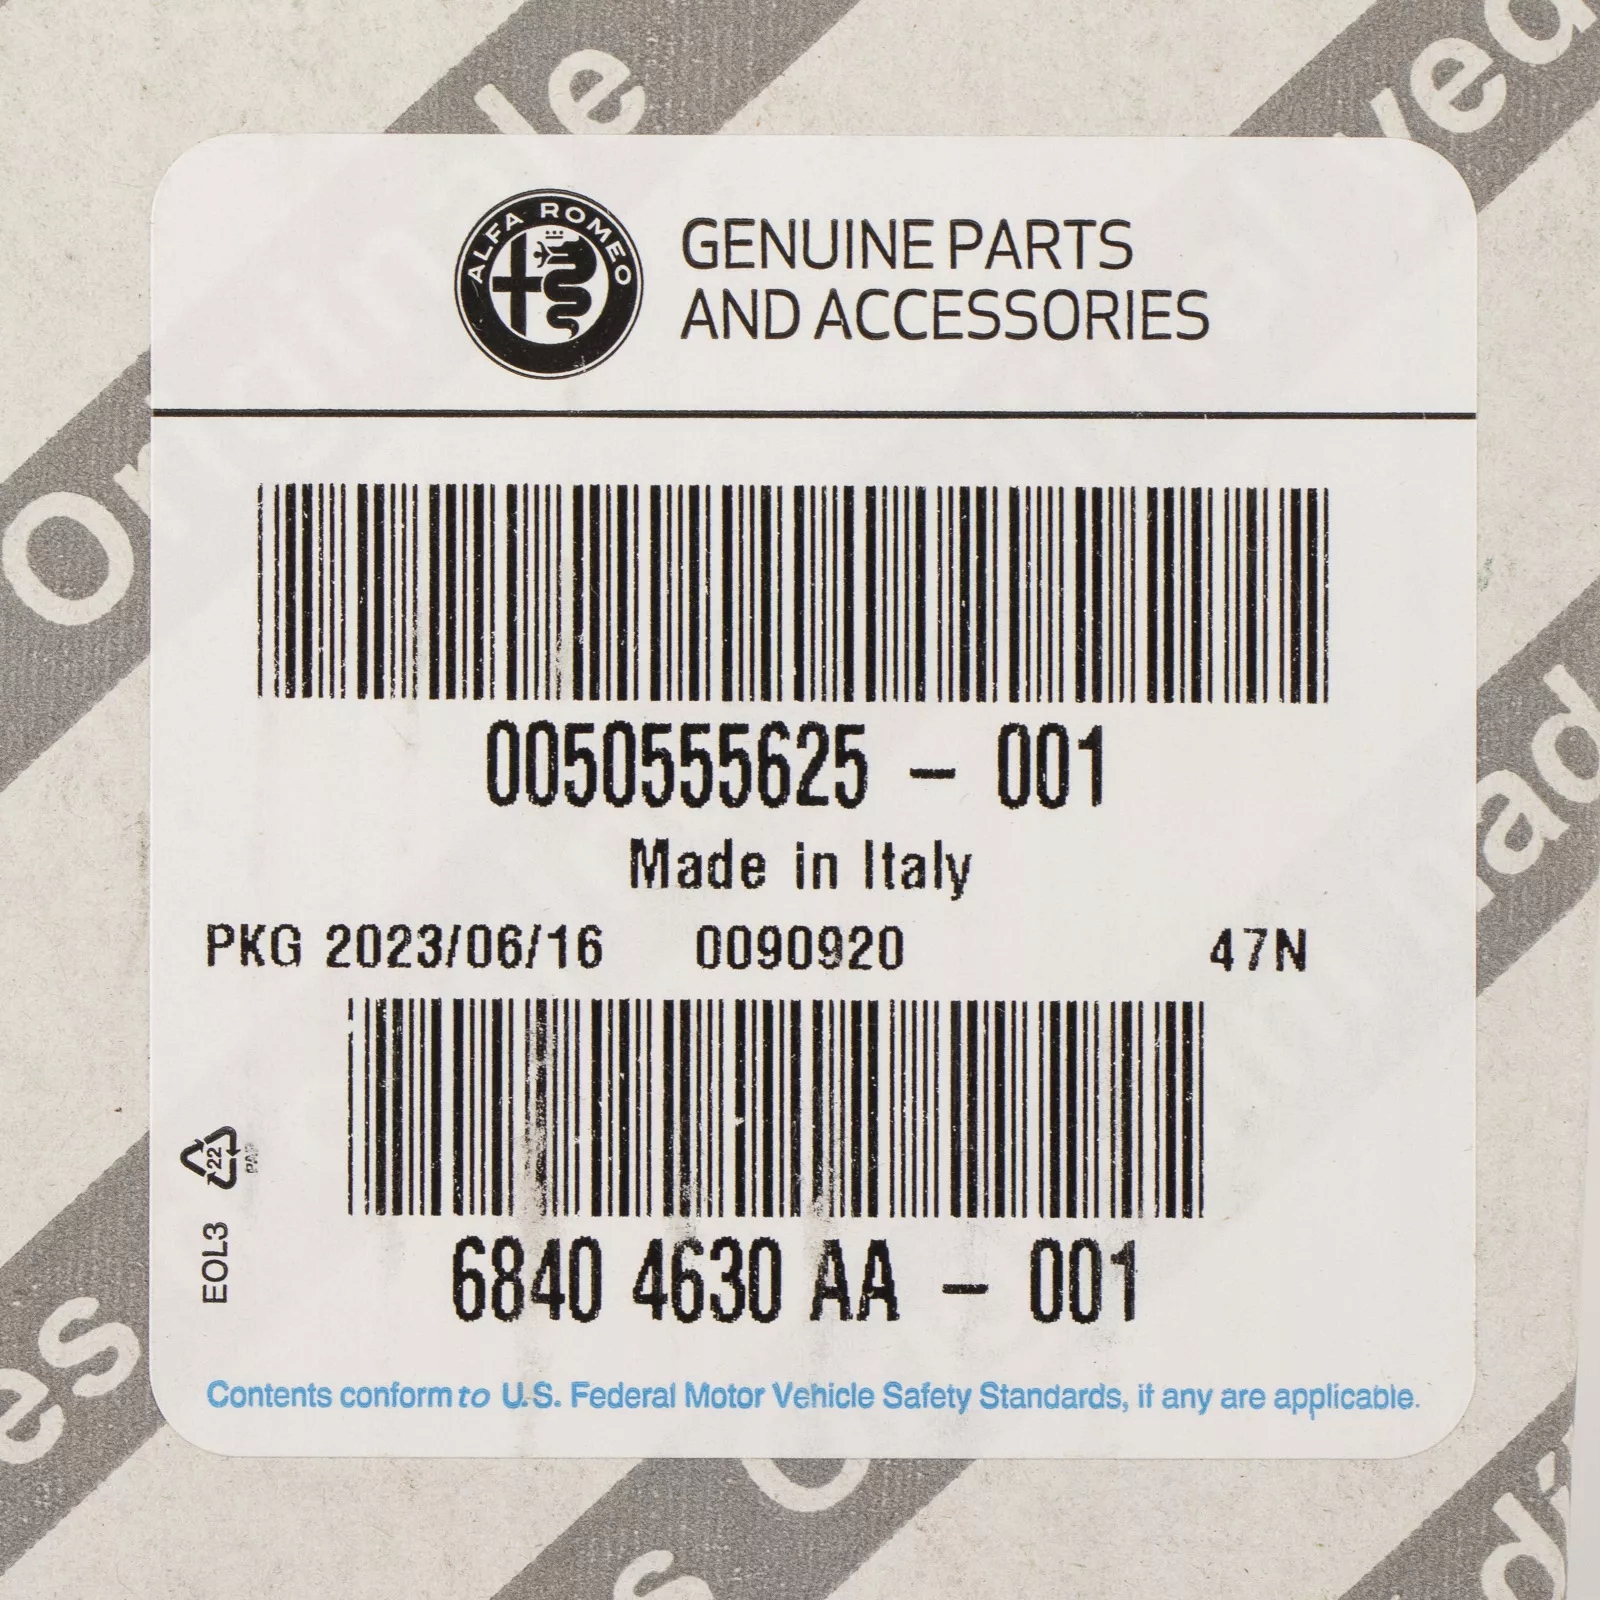 ALFA ROMEO
GENUINE PARTS
AND ACCESSORIES
0050555625 – 001
Made in Italy
PKG 2023/06/16 0090920 47N
22
PAP
EOL3
6840 4630 AA – 001
Contents conform to U.S. Federal Motor Vehicle Safety Standards, if any are applicable.